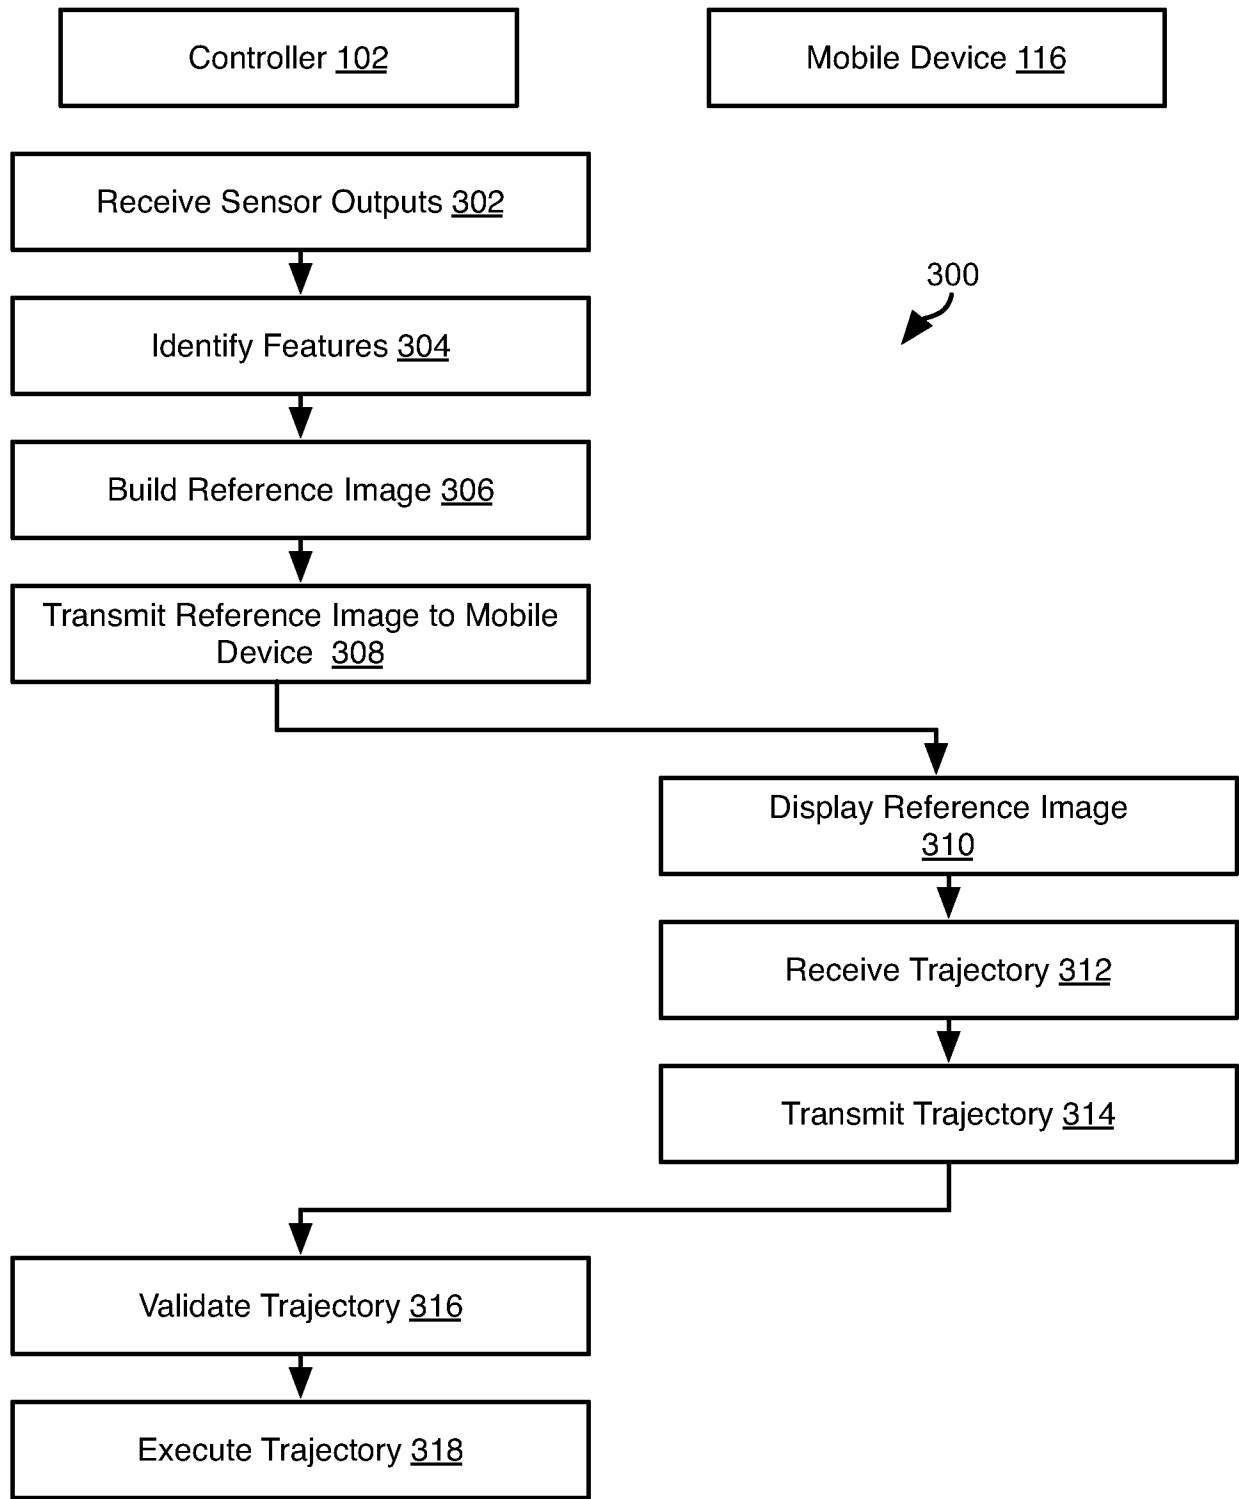 Controller 102
Mobile Device 116
Receive Sensor Outputs 302
300
Identify Features 304
Build Reference Image 306
Transmit Reference Image to Mobile
Device 308
Display Reference Image
310
Receive Trajectory 312
Transmit Trajectory 314
Validate Trajectory 316
Execute Trajectory 318